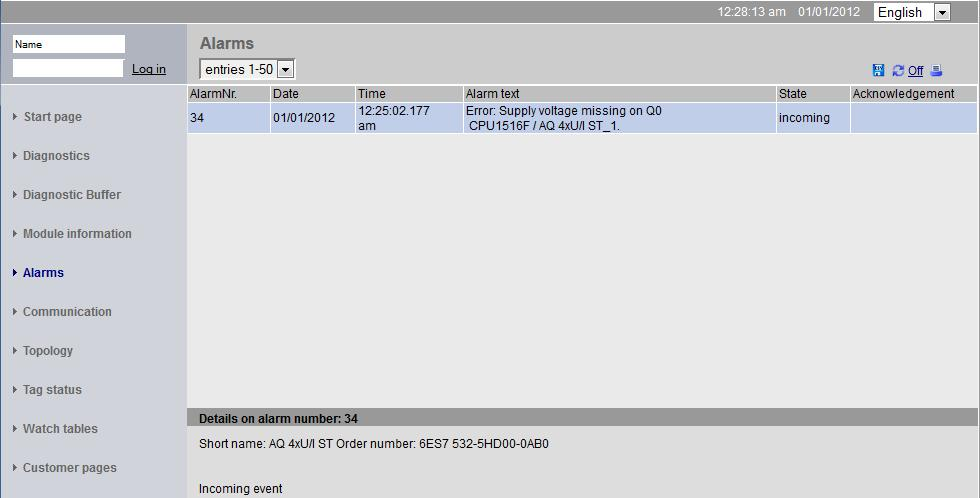 12:28:13 am 01/01/2012 English
Name
Log in
Start page
Diagnostics
Diagnostic Buffer
Module information
Alarms
Communication
Topology
Tag status
Watch tables
Customer pages
Alarms
entries 1-50
Off
AlarmNr. Date Time Alarm text State Acknowledgement
34 01/01/2012 12:25:02.177 am Error: Supply voltage missing on Q0 incoming
CPU1516F / AQ 4xU/I ST_1.
Details on alarm number: 34
Short name: AQ 4xU/I ST Order number: 6ES7 532-5HD00-0AB0
Incoming event